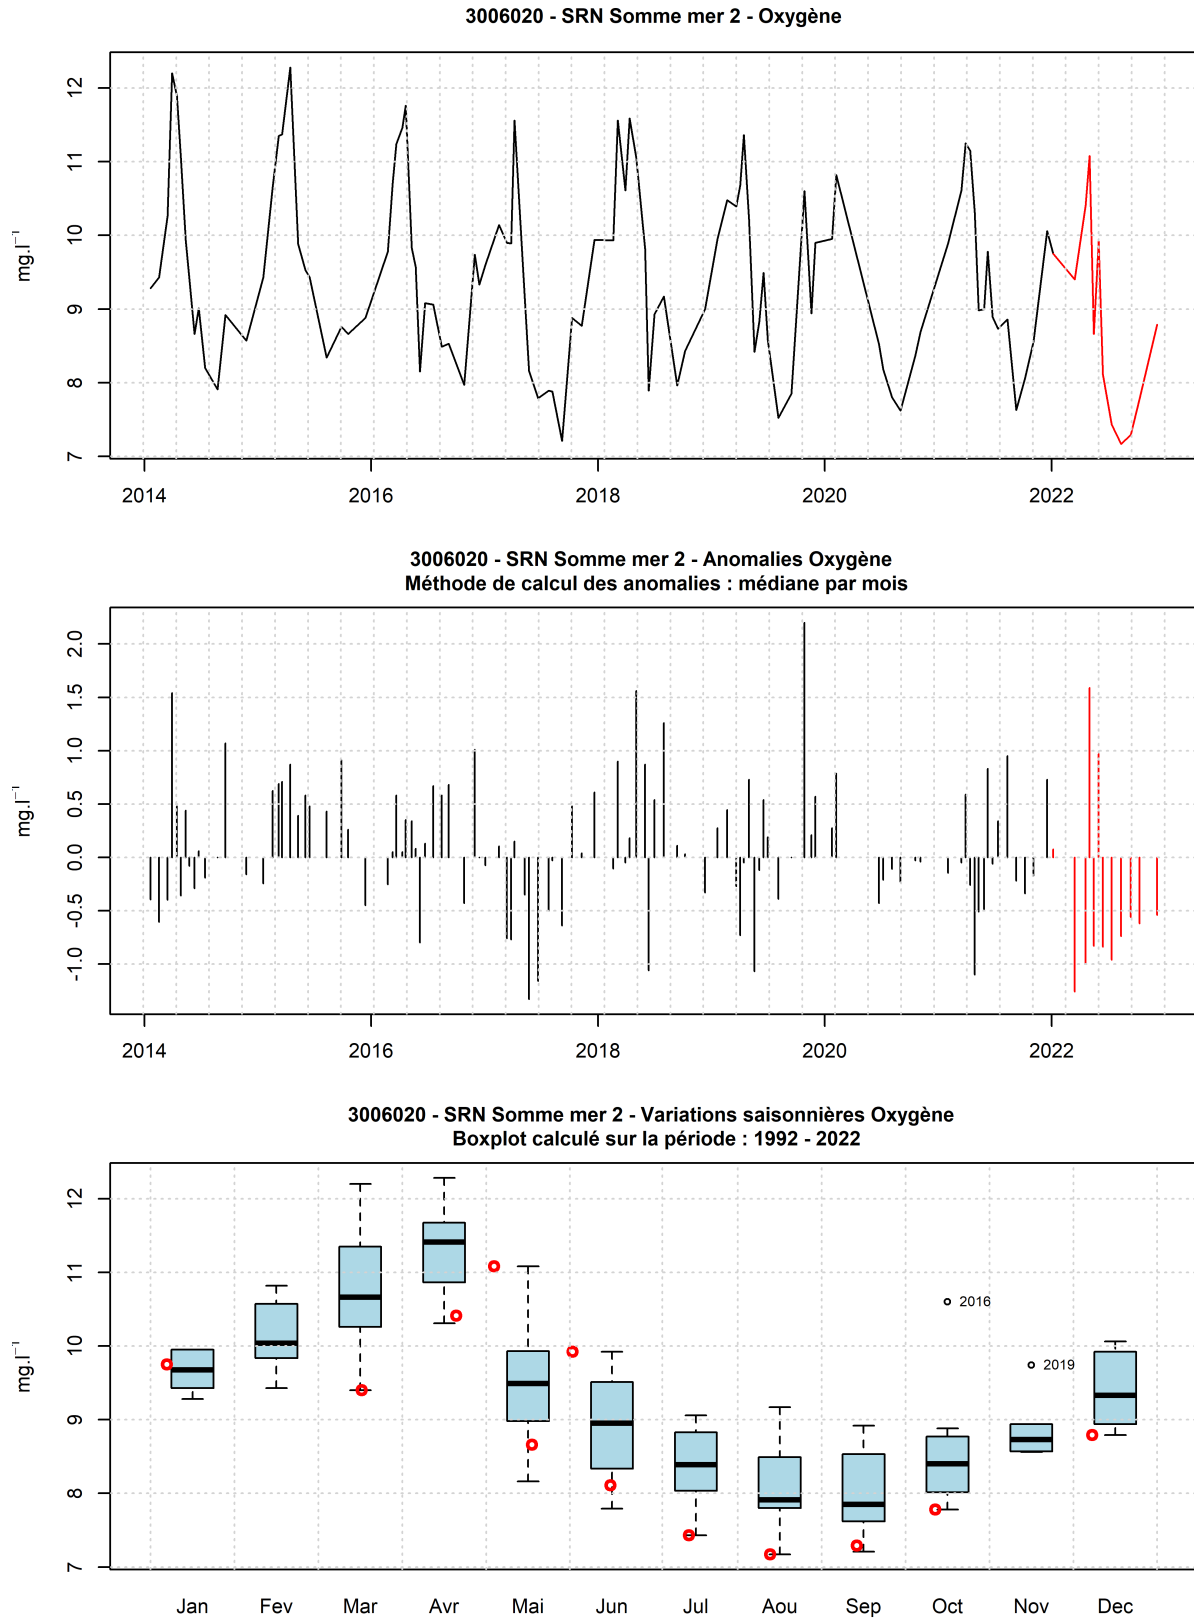 3006020 - SRN Somme mer 2 - Oxygène
mg.l⁻¹
12
11
10
9
8
7
2014 2016 2018 2020 2022
3006020 - SRN Somme mer 2 - Anomalies Oxygène
Méthode de calcul des anomalies : médiane par mois
mg.l⁻¹
2.0
1.5
1.0
0.5
0.0
-0.5
-1.0
2014 2016 2018 2020 2022
3006020 - SRN Somme mer 2 - Variations saisonnières Oxygène
Boxplot calculé sur la période : 1992 - 2022
mg.l⁻¹
12
11
10
9
8
7
2016
2019
Jan Fev Mar Avr Mai Jun Jul Aou Sep Oct Nov Dec